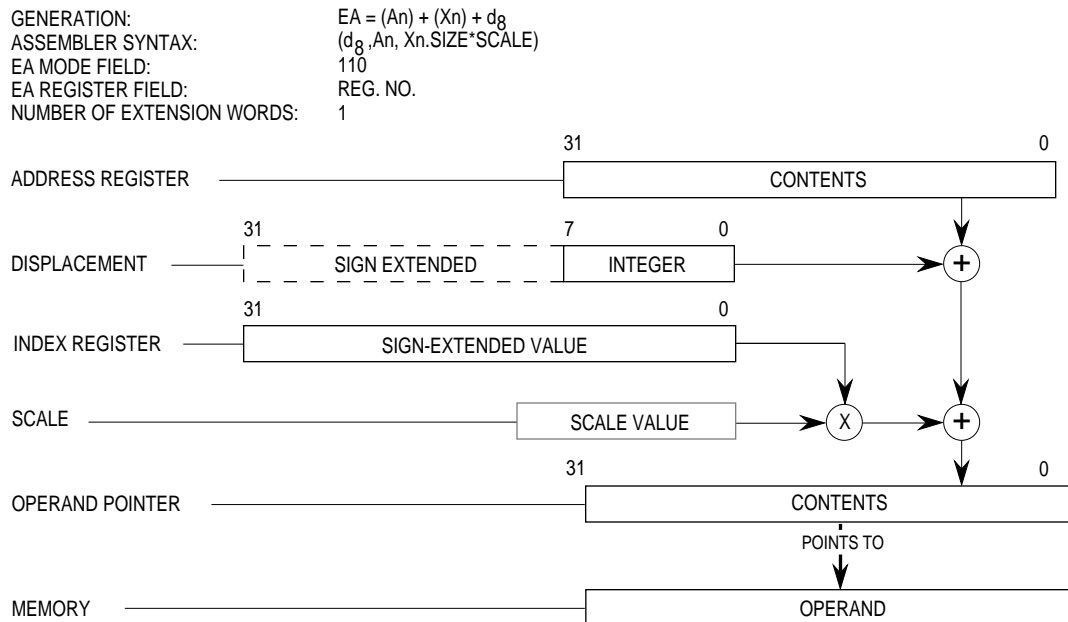 GENERATION: EA = (An) + (Xn) + d8
ASSEMBLER SYNTAX: (d8 ,An, Xn.SIZE*SCALE)
EA MODE FIELD: 110
EA REGISTER FIELD: REG. NO.
NUMBER OF EXTENSION WORDS: 1
31 0
ADDRESS REGISTER CONTENTS
31 7 0
DISPLACEMENT SIGN EXTENDED INTEGER +
31 0
INDEX REGISTER SIGN-EXTENDED VALUE
SCALE SCALE VALUE X +
31 0
OPERAND POINTER CONTENTS
POINTS TO
MEMORY OPERAND